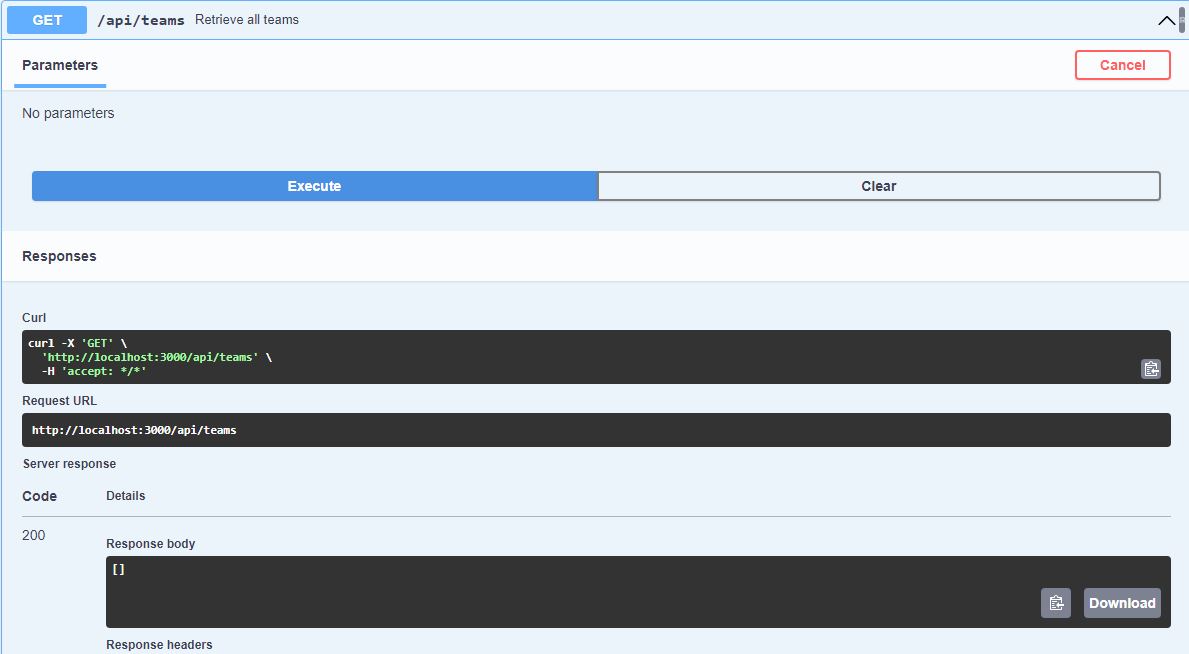 GET /api/teams Retrieve all teams
Parameters
Cancel
No parameters
Execute
Clear
Responses
Curl
curl -X 'GET' \
'http://localhost:3000/api/teams' \
-H 'accept: */*'
Request URL
http://localhost:3000/api/teams
Server response
Code Details
200
Response body
[]
Download
Response headers